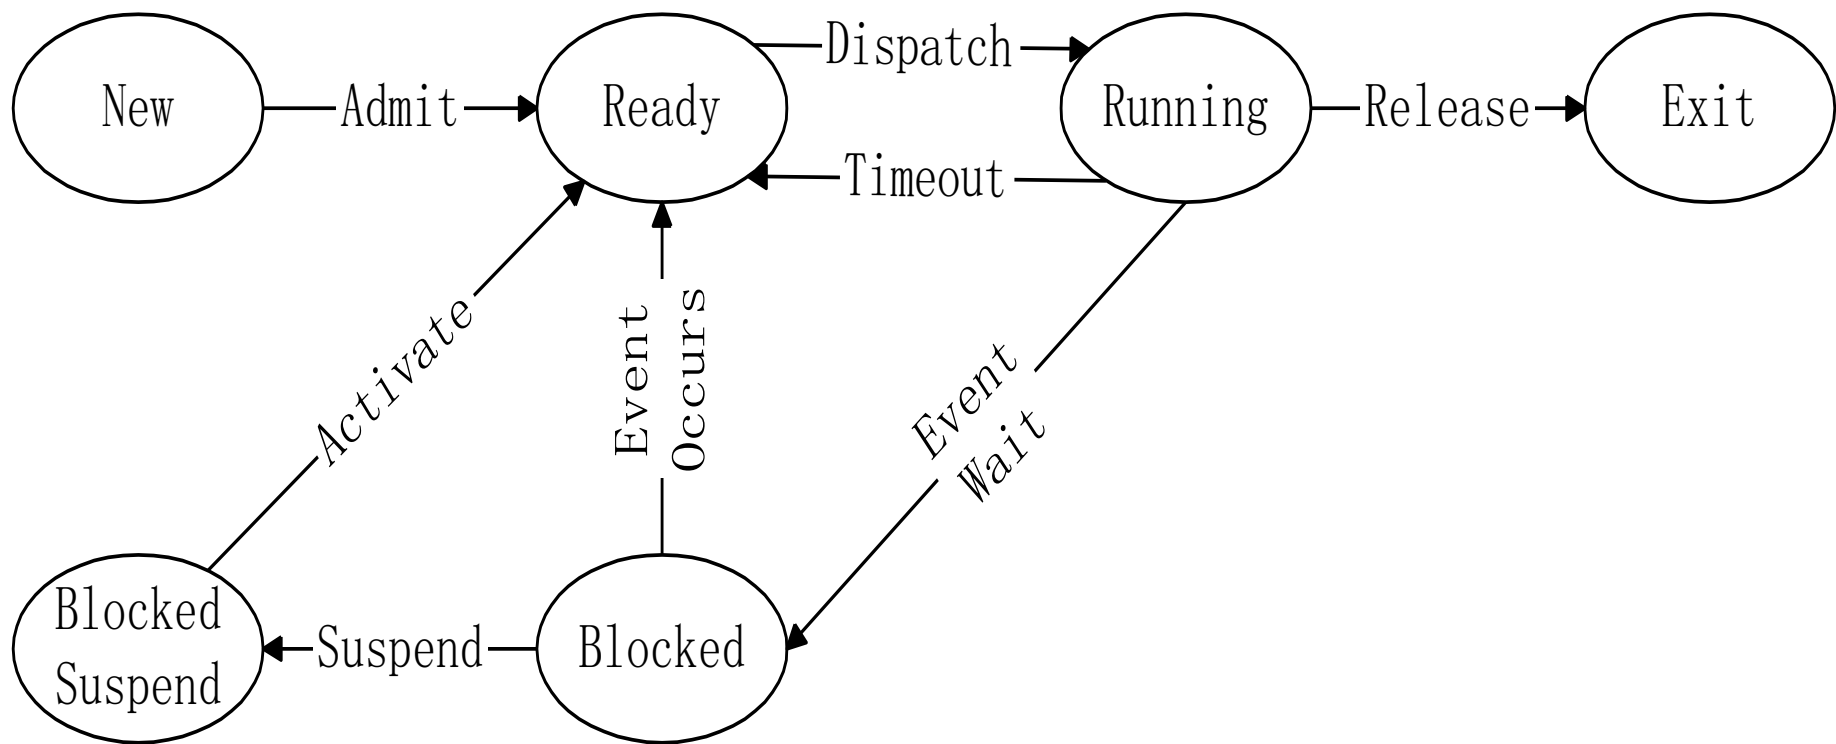 New
Admit
Ready
Dispatch
Running
Release
Exit
Timeout
Activate
Event
Occurs
Event
Wait
Blocked
Suspend
Suspend
Blocked